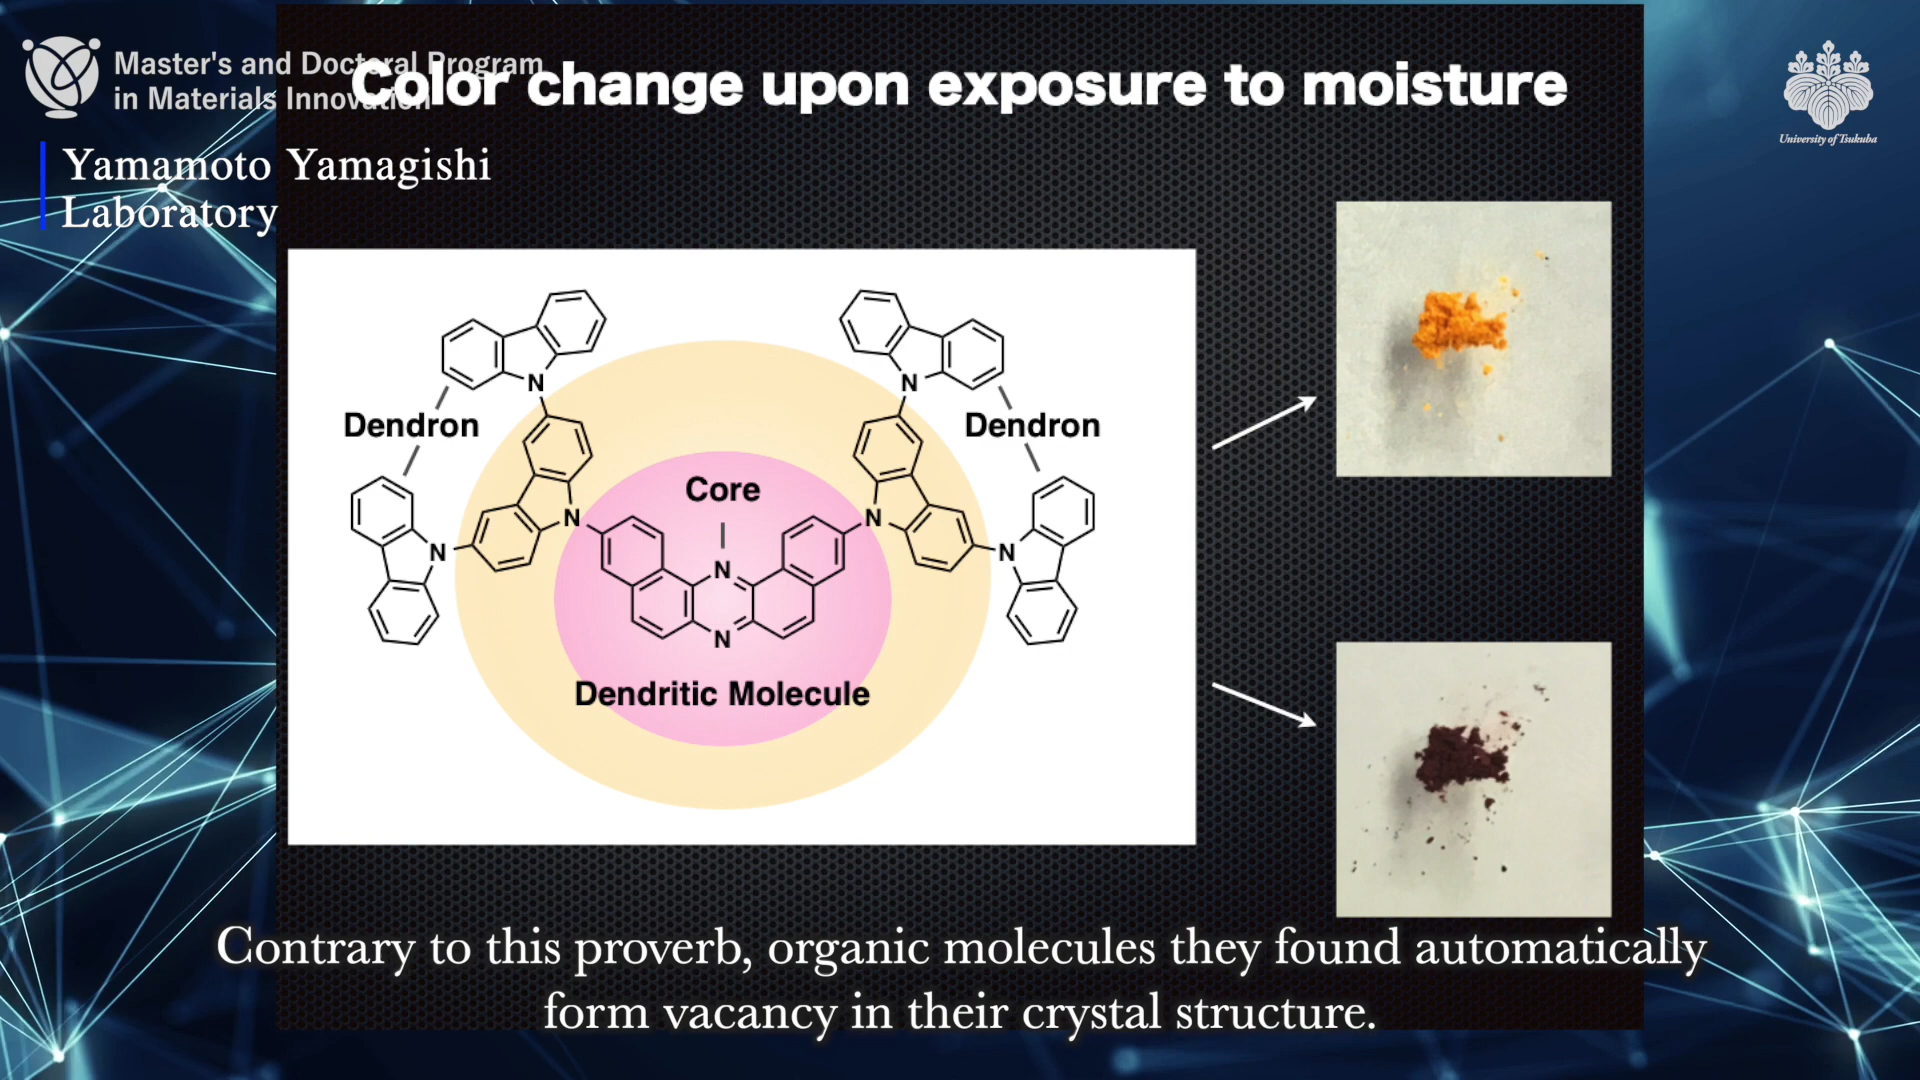 Master's and Doctoral Program
in Materials Innovation
Color change upon exposure to moisture
University of Tsukuba
Yamamoto Yamagishi
Laboratory
N
N
Dendron
Dendron
Core
N
N
N
N
N
N
Dendritic Molecule
Contrary to this proverb, organic molecules they found automatically
form vacancy in their crystal structure.